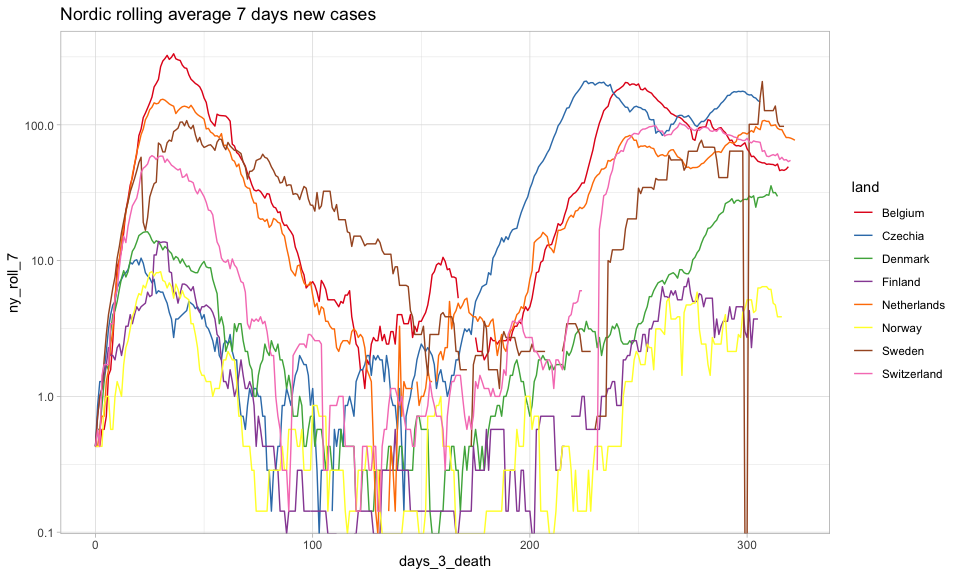 Nordic rolling average 7 days new cases
ny_roll_7
100.0
10.0
1.0
0.1
0 100 200 300
days_3_death
land
Belgium
Czechia
Denmark
Finland
Netherlands
Norway
Sweden
Switzerland